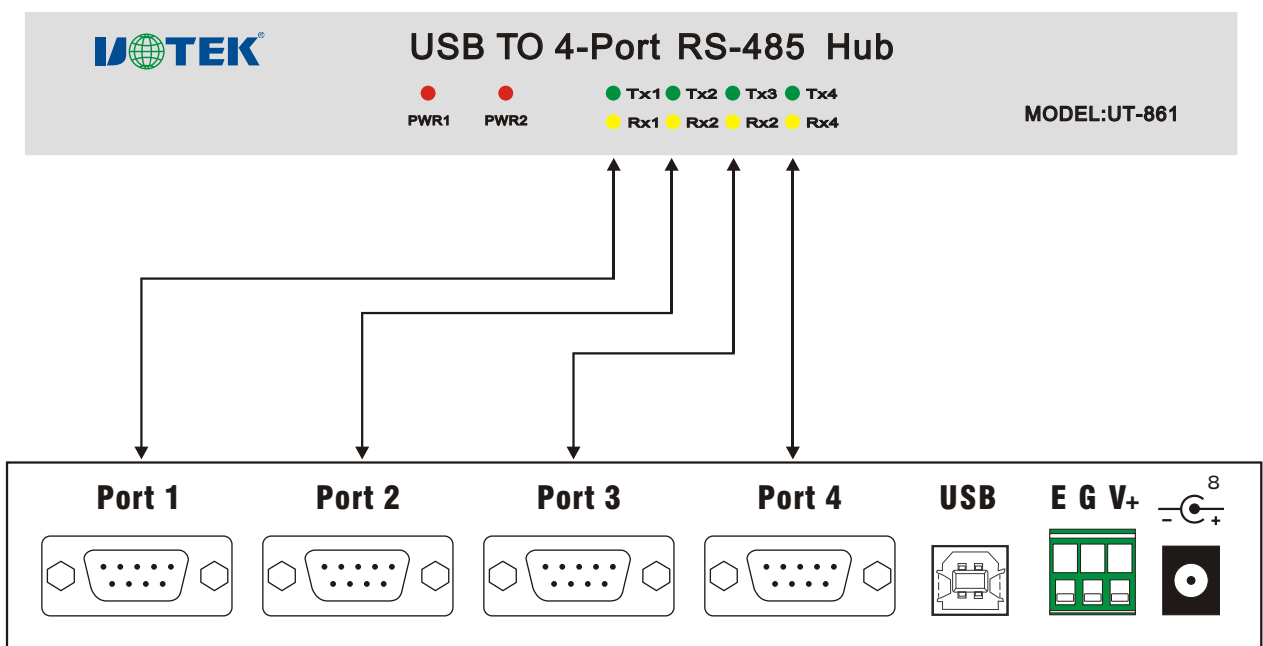 UTEK®
USB TO 4-Port RS-485 Hub
PWR1 PWR2
Tx1 Tx2 Tx3 Tx4
Rx1 Rx2 Rx2 Rx4
MODEL:UT-861
Port 1 Port 2 Port 3 Port 4 USB E G V+
8
- +